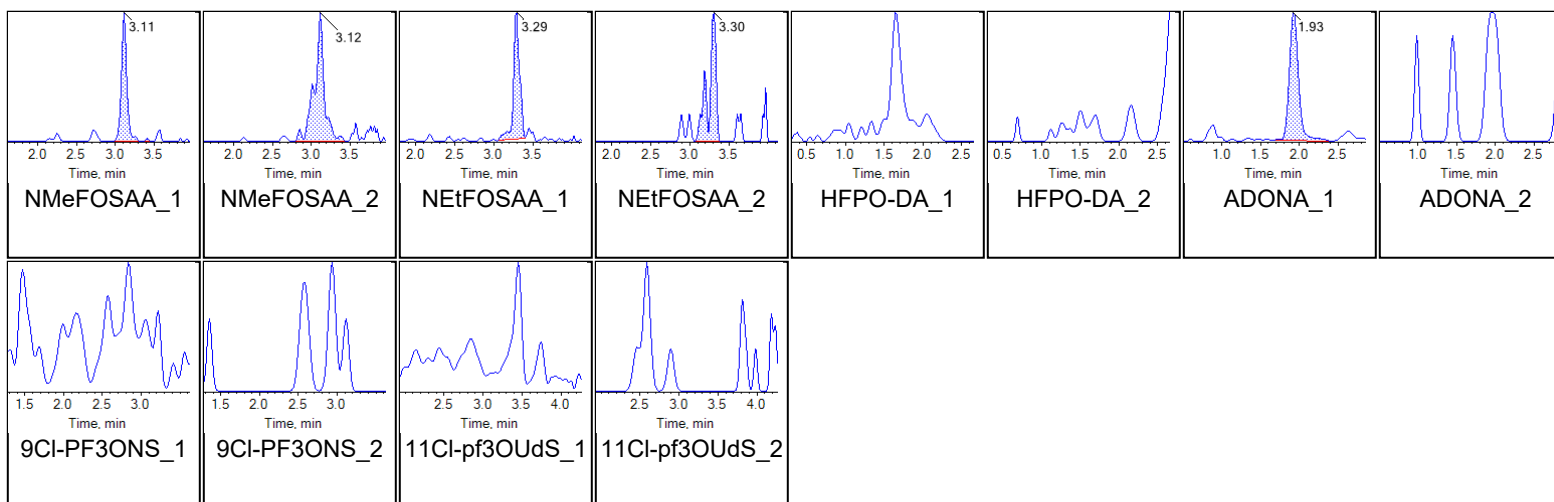 3.11 3.12 3.29 3.30 1.93
2.0 2.5 3.0 3.5 2.0 2.5 3.0 3.5 2.0 2.5 3.0 3.5 2.0 2.5 3.0 3.5 0.5 1.0 1.5 2.0 2.5 0.5 1.0 1.5 2.0 2.5 1.0 1.5 2.0 2.5 1.0 1.5 2.0 2.5
Time, min Time, min Time, min Time, min Time, min Time, min Time, min Time, min
NMeFOSAA_1 NMeFOSAA_2 NEtFOSAA_1 NEtFOSAA_2 HFPO-DA_1 HFPO-DA_2 ADONA_1 ADONA_2
1.5 2.0 2.5 3.0 1.5 2.0 2.5 3.0 2.5 3.0 3.5 4.0 2.5 3.0 3.5 4.0
Time, min Time, min Time, min Time, min
9Cl-PF3ONS_1 9Cl-PF3ONS_2 11Cl-pf3OUdS_1 11Cl-pf3OUdS_2